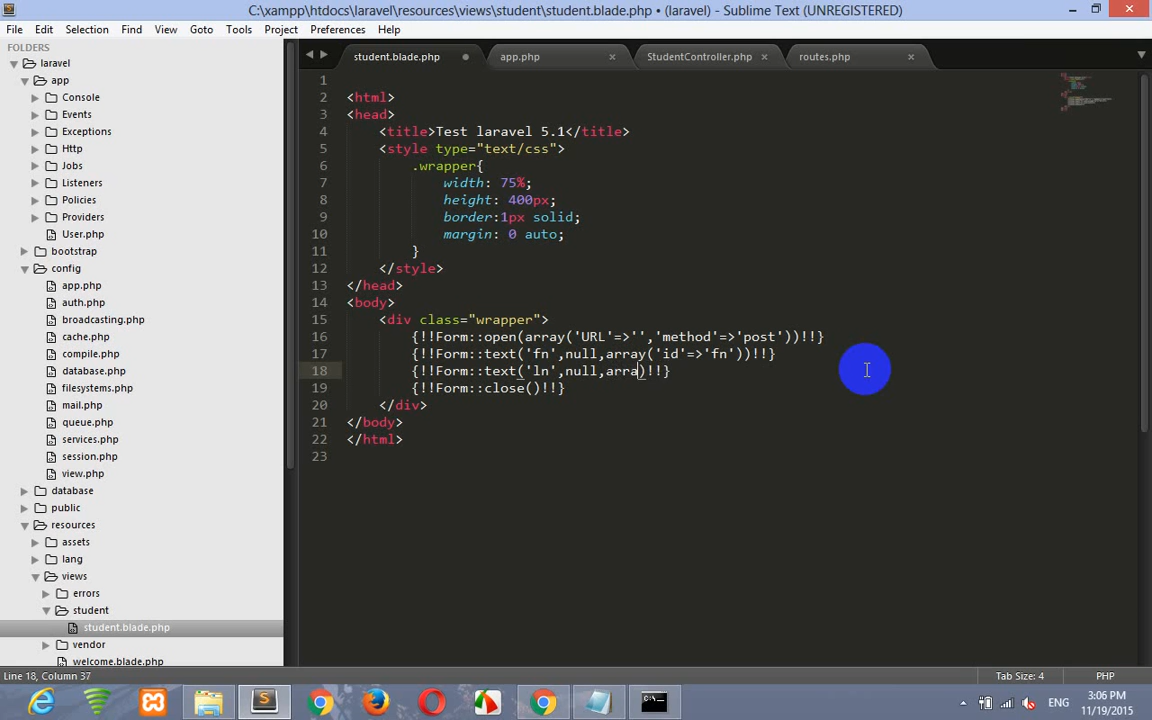 C:\xampp\htdocs\laravel\resources\views\student\student.blade.php • (laravel) - Sublime Text (UNREGISTERED)
File Edit Selection Find View Goto Tools Project Preferences Help
FOLDERS
laravel
app
Console
Events
Exceptions
Http
Jobs
Listeners
Policies
Providers
User.php
bootstrap
config
app.php
auth.php
broadcasting.php
cache.php
compile.php
database.php
filesystems.php
mail.php
queue.php
services.php
session.php
view.php
database
public
resources
assets
lang
views
errors
student
student.blade.php
vendor
welcome.blade.php
student.blade.php app.php StudentController.php routes.php
1
2 <html>
3 <head>
4 <title>Test laravel 5.1</title>
5 <style type="text/css">
6 .wrapper{
7 width: 75%;
8 height: 400px;
9 border:1px solid;
10 margin: 0 auto;
11 }
12 </style>
13 </head>
14 <body>
15 <div class="wrapper">
16 {!!Form::open(array('URL'=>'','method'=>'post'))!!}
17 {!!Form::text('fn',null,array('id'=>'fn'))!!}
18 {!!Form::text('ln',null,arra)!!}
19 {!!Form::close()!!}
20 </div>
21 </body>
22 </html>
23
Line 18, Column 37 Tab Size: 4 PHP
ENG 3:06 PM
11/19/2015